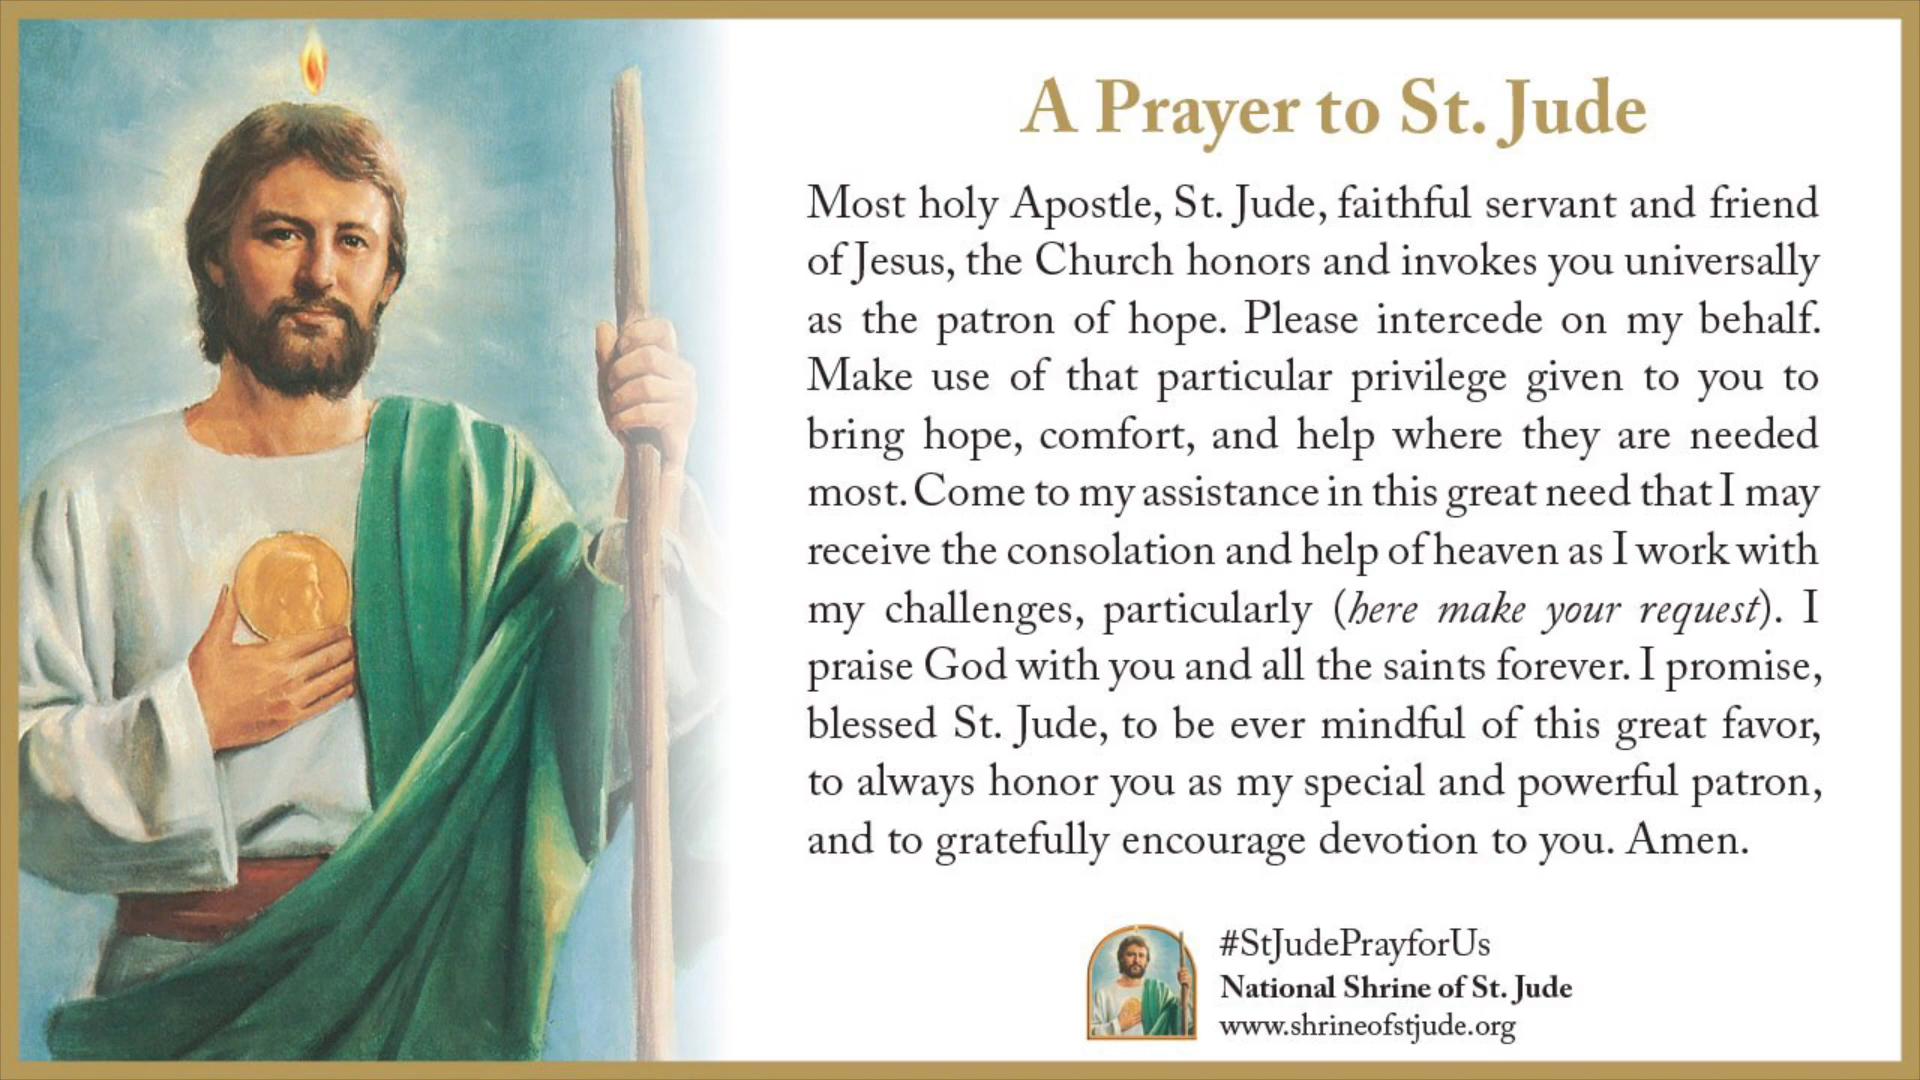 A Prayer to St. Jude
Most holy Apostle, St. Jude, faithful servant and friend
of Jesus, the Church honors and invokes you universally
as the patron of hope. Please intercede on my behalf.
Make use of that particular privilege given to you to
bring hope, comfort, and help where they are needed
most. Come to my assistance in this great need that I may
receive the consolation and help of heaven as I work with
my challenges, particularly (here make your request). I
praise God with you and all the saints forever. I promise,
blessed St. Jude, to be ever mindful of this great favor,
to always honor you as my special and powerful patron,
and to gratefully encourage devotion to you. Amen.
#StJudePrayforUs
National Shrine of St. Jude
www.shrineofstjude.org